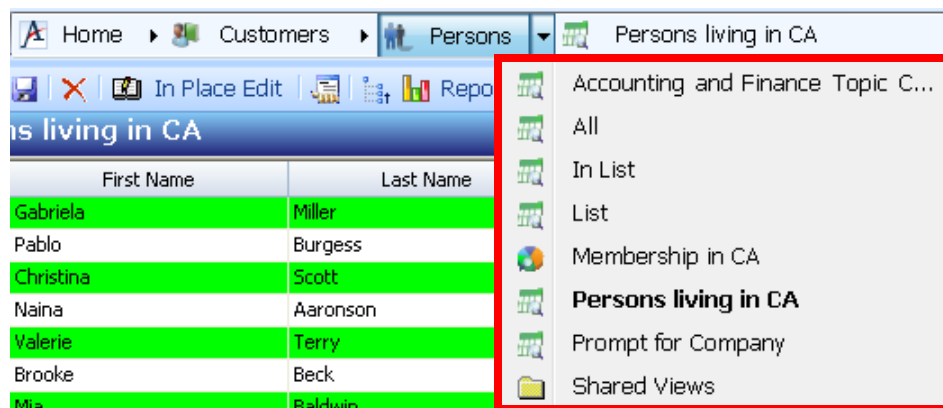 Home Customers Persons Persons living in CA
In Place Edit Repo
ns living in CA
First Name Last Name
Gabriela Miller
Pablo Burgess
Christina Scott
Naina Aaronson
Valerie Terry
Brooke Beck
Mia Baldwin
Accounting and Finance Topic C...
All
In List
List
Membership in CA
Persons living in CA
Prompt for Company
Shared Views